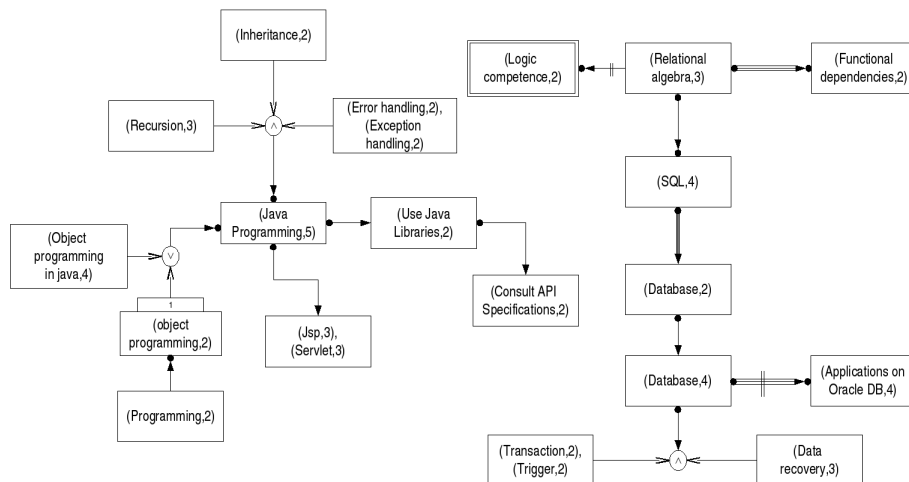 (Inheritance,2)
(Logic
competence,2)
(Relational
algebra,3)
(Functional
dependencies,2)
(Recursion,3)
^
(Error handling,2),
(Exception
handling,2)
(SQL,4)
(Java
Programming,5)
(Use Java
Libraries,2)
(Object
programming
in java,4)
v
(Consult API
Specifications,2)
(Database,2)
1
(object
programming,2)
(Jsp,3),
(Servlet,3)
(Programming,2)
(Database,4)
(Applications on
Oracle DB,4)
(Transaction,2),
(Trigger,2)
^
(Data
recovery,3)